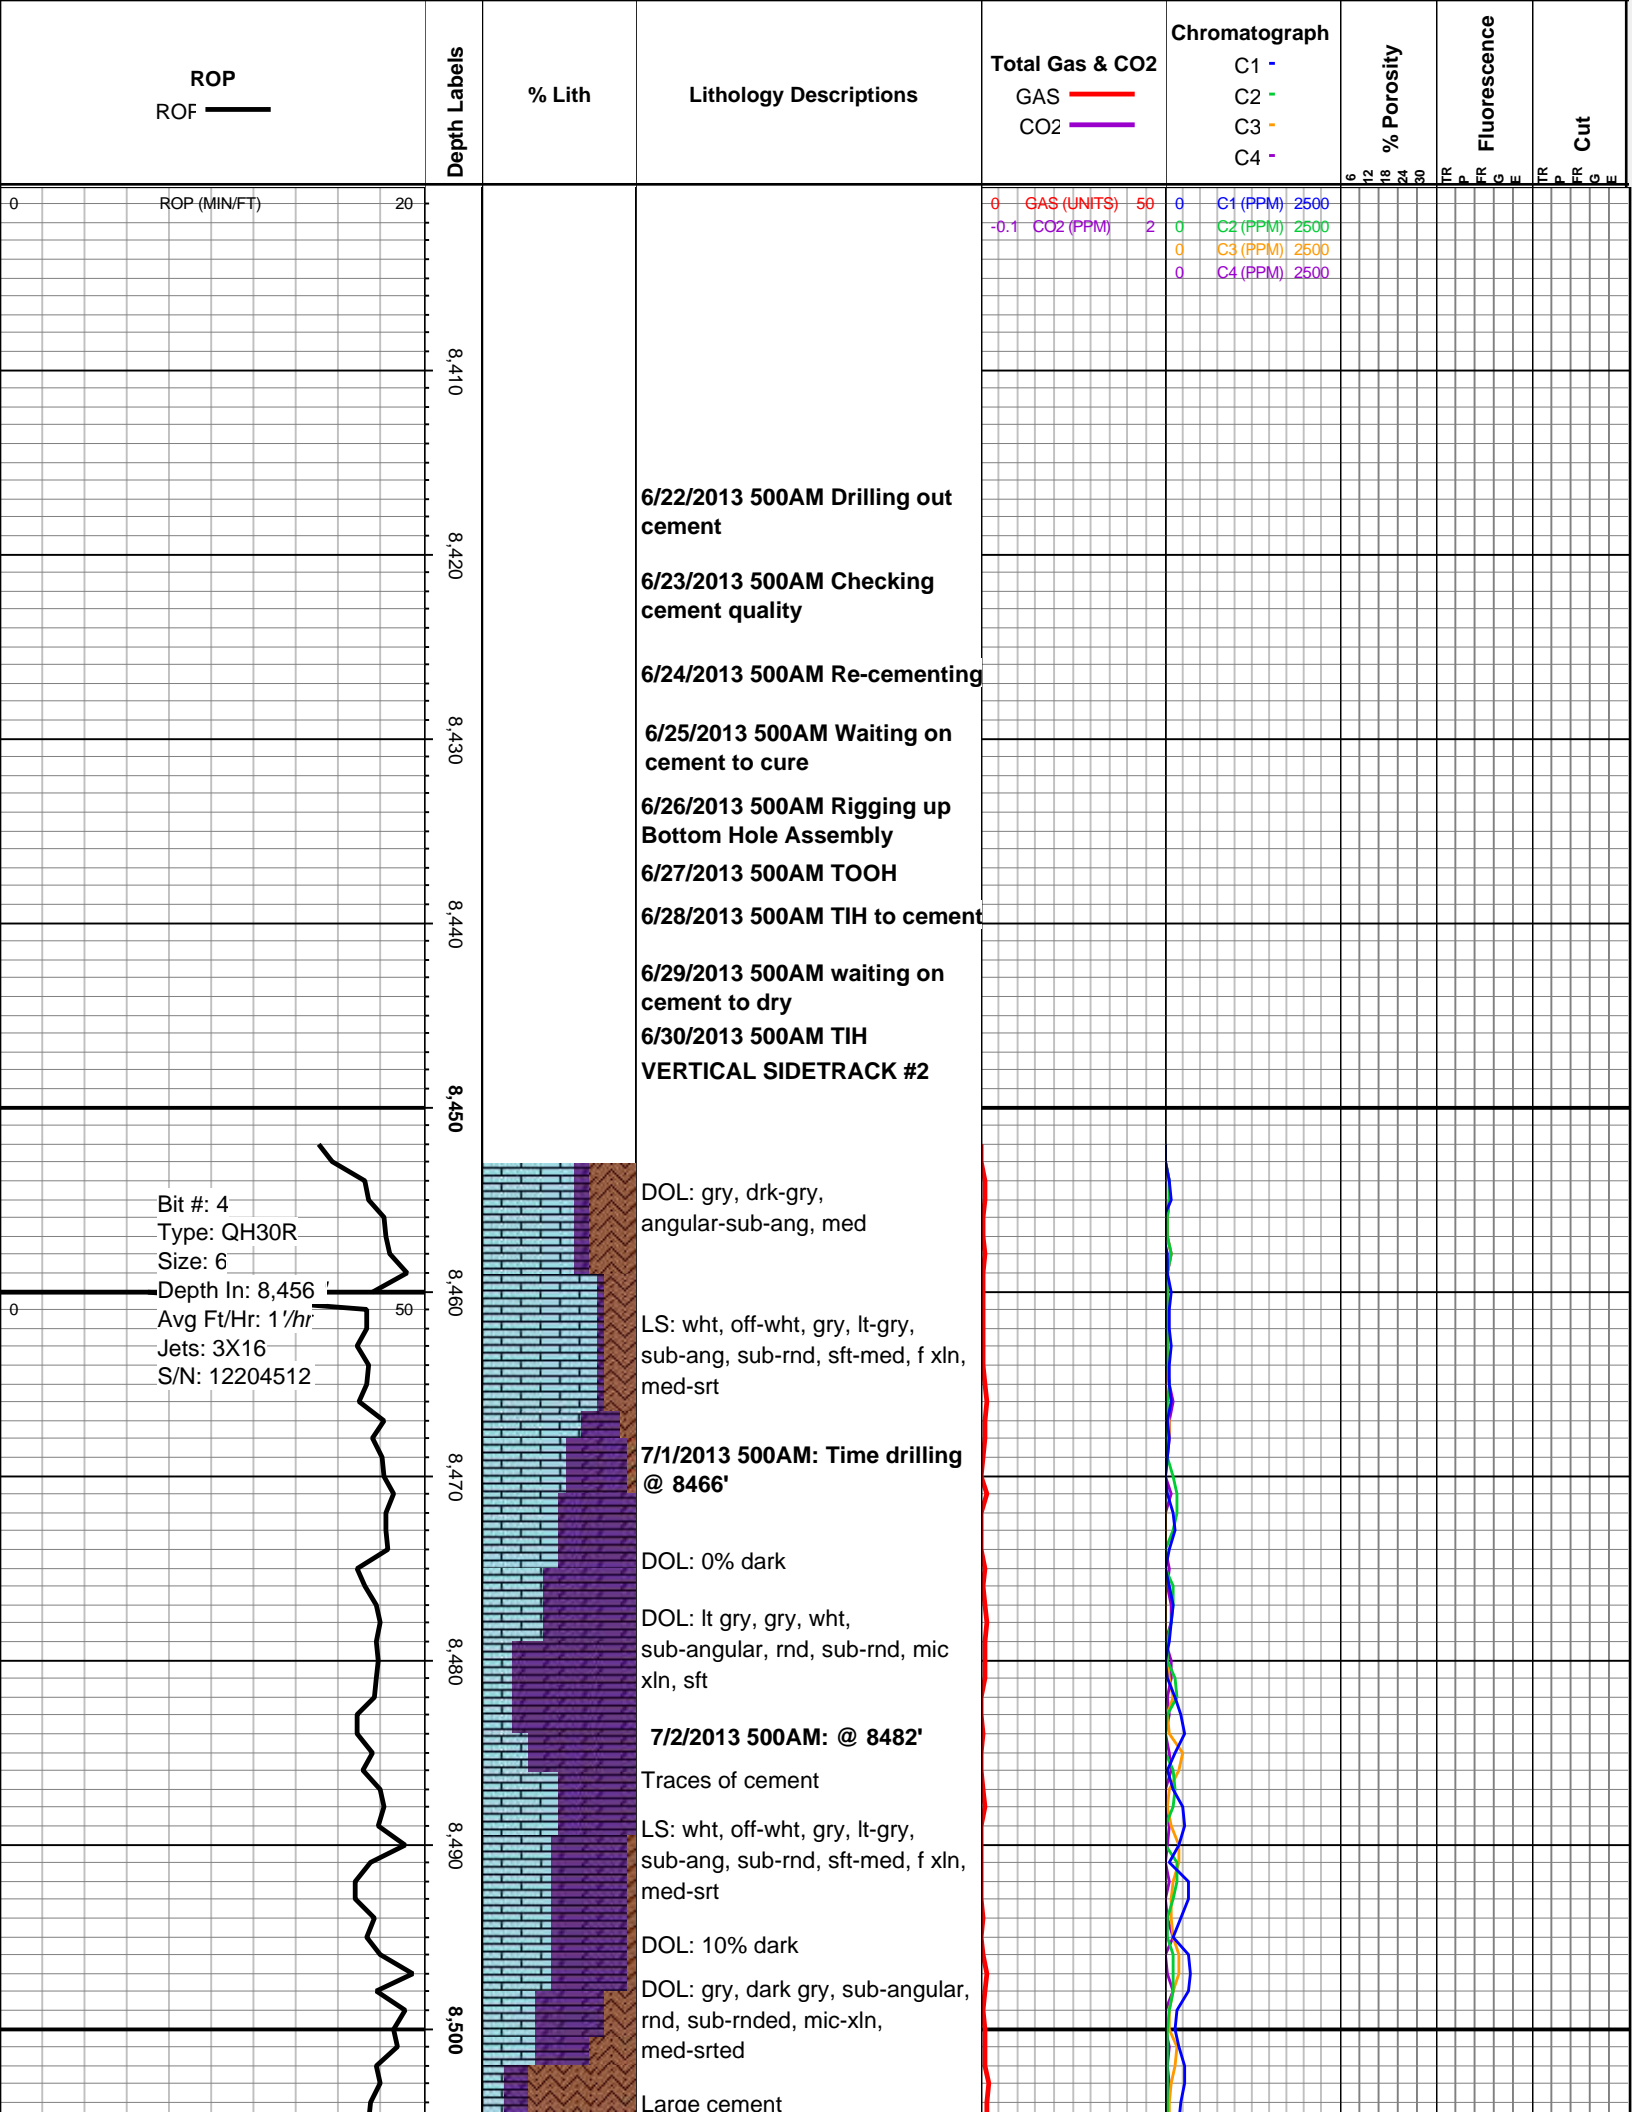 ROP
ROP
Depth Labels
% Lith
Lithology Descriptions
Total Gas & CO2
GAS
CO2
Chromatograph
C1
C2
C3
C4
% Porosity
6
12
18
24
30
Fluorescence
TR
P
FR
G
E
Cut
TR
P
FR
G
E
0 ROP (MIN/FT) 20
0 GAS (UNITS) 50
-0.1 CO2 (PPM) 2
0 C1 (PPM) 2500
0 C2 (PPM) 2500
0 C3 (PPM) 2500
0 C4 (PPM) 2500
8,410
6/22/2013 500AM Drilling out
cement
8,420
6/23/2013 500AM Checking
cement quality
6/24/2013 500AM Re-cementing
8,430
6/25/2013 500AM Waiting on
cement to cure
6/26/2013 500AM Rigging up
Bottom Hole Assembly
6/27/2013 500AM TOOH
8,440
6/28/2013 500AM TIH to cement
6/29/2013 500AM waiting on
cement to dry
6/30/2013 500AM TIH
VERTICAL SIDETRACK #2
8,450
DOL: gry, drk-gry,
angular-sub-ang, med
Bit #: 4
Type: QH30R
Size: 6
Depth In: 8,456 '
Avg Ft/Hr: 1'/hr
Jets: 3X16
S/N: 12204512
8,460
0 50
LS: wht, off-wht, gry, lt-gry,
sub-ang, sub-rnd, sft-med, f xln,
med-srt
7/1/2013 500AM: Time drilling
@ 8466'
8,470
DOL: 0% dark
DOL: lt gry, gry, wht,
sub-angular, rnd, sub-rnd, mic
xln, sft
8,480
7/2/2013 500AM: @ 8482'
Traces of cement
LS: wht, off-wht, gry, lt-gry,
sub-ang, sub-rnd, sft-med, f xln,
med-srt
8,490
DOL: 10% dark
DOL: gry, dark gry, sub-angular,
rnd, sub-rnded, mic-xln,
med-srted
8,500
Large cement